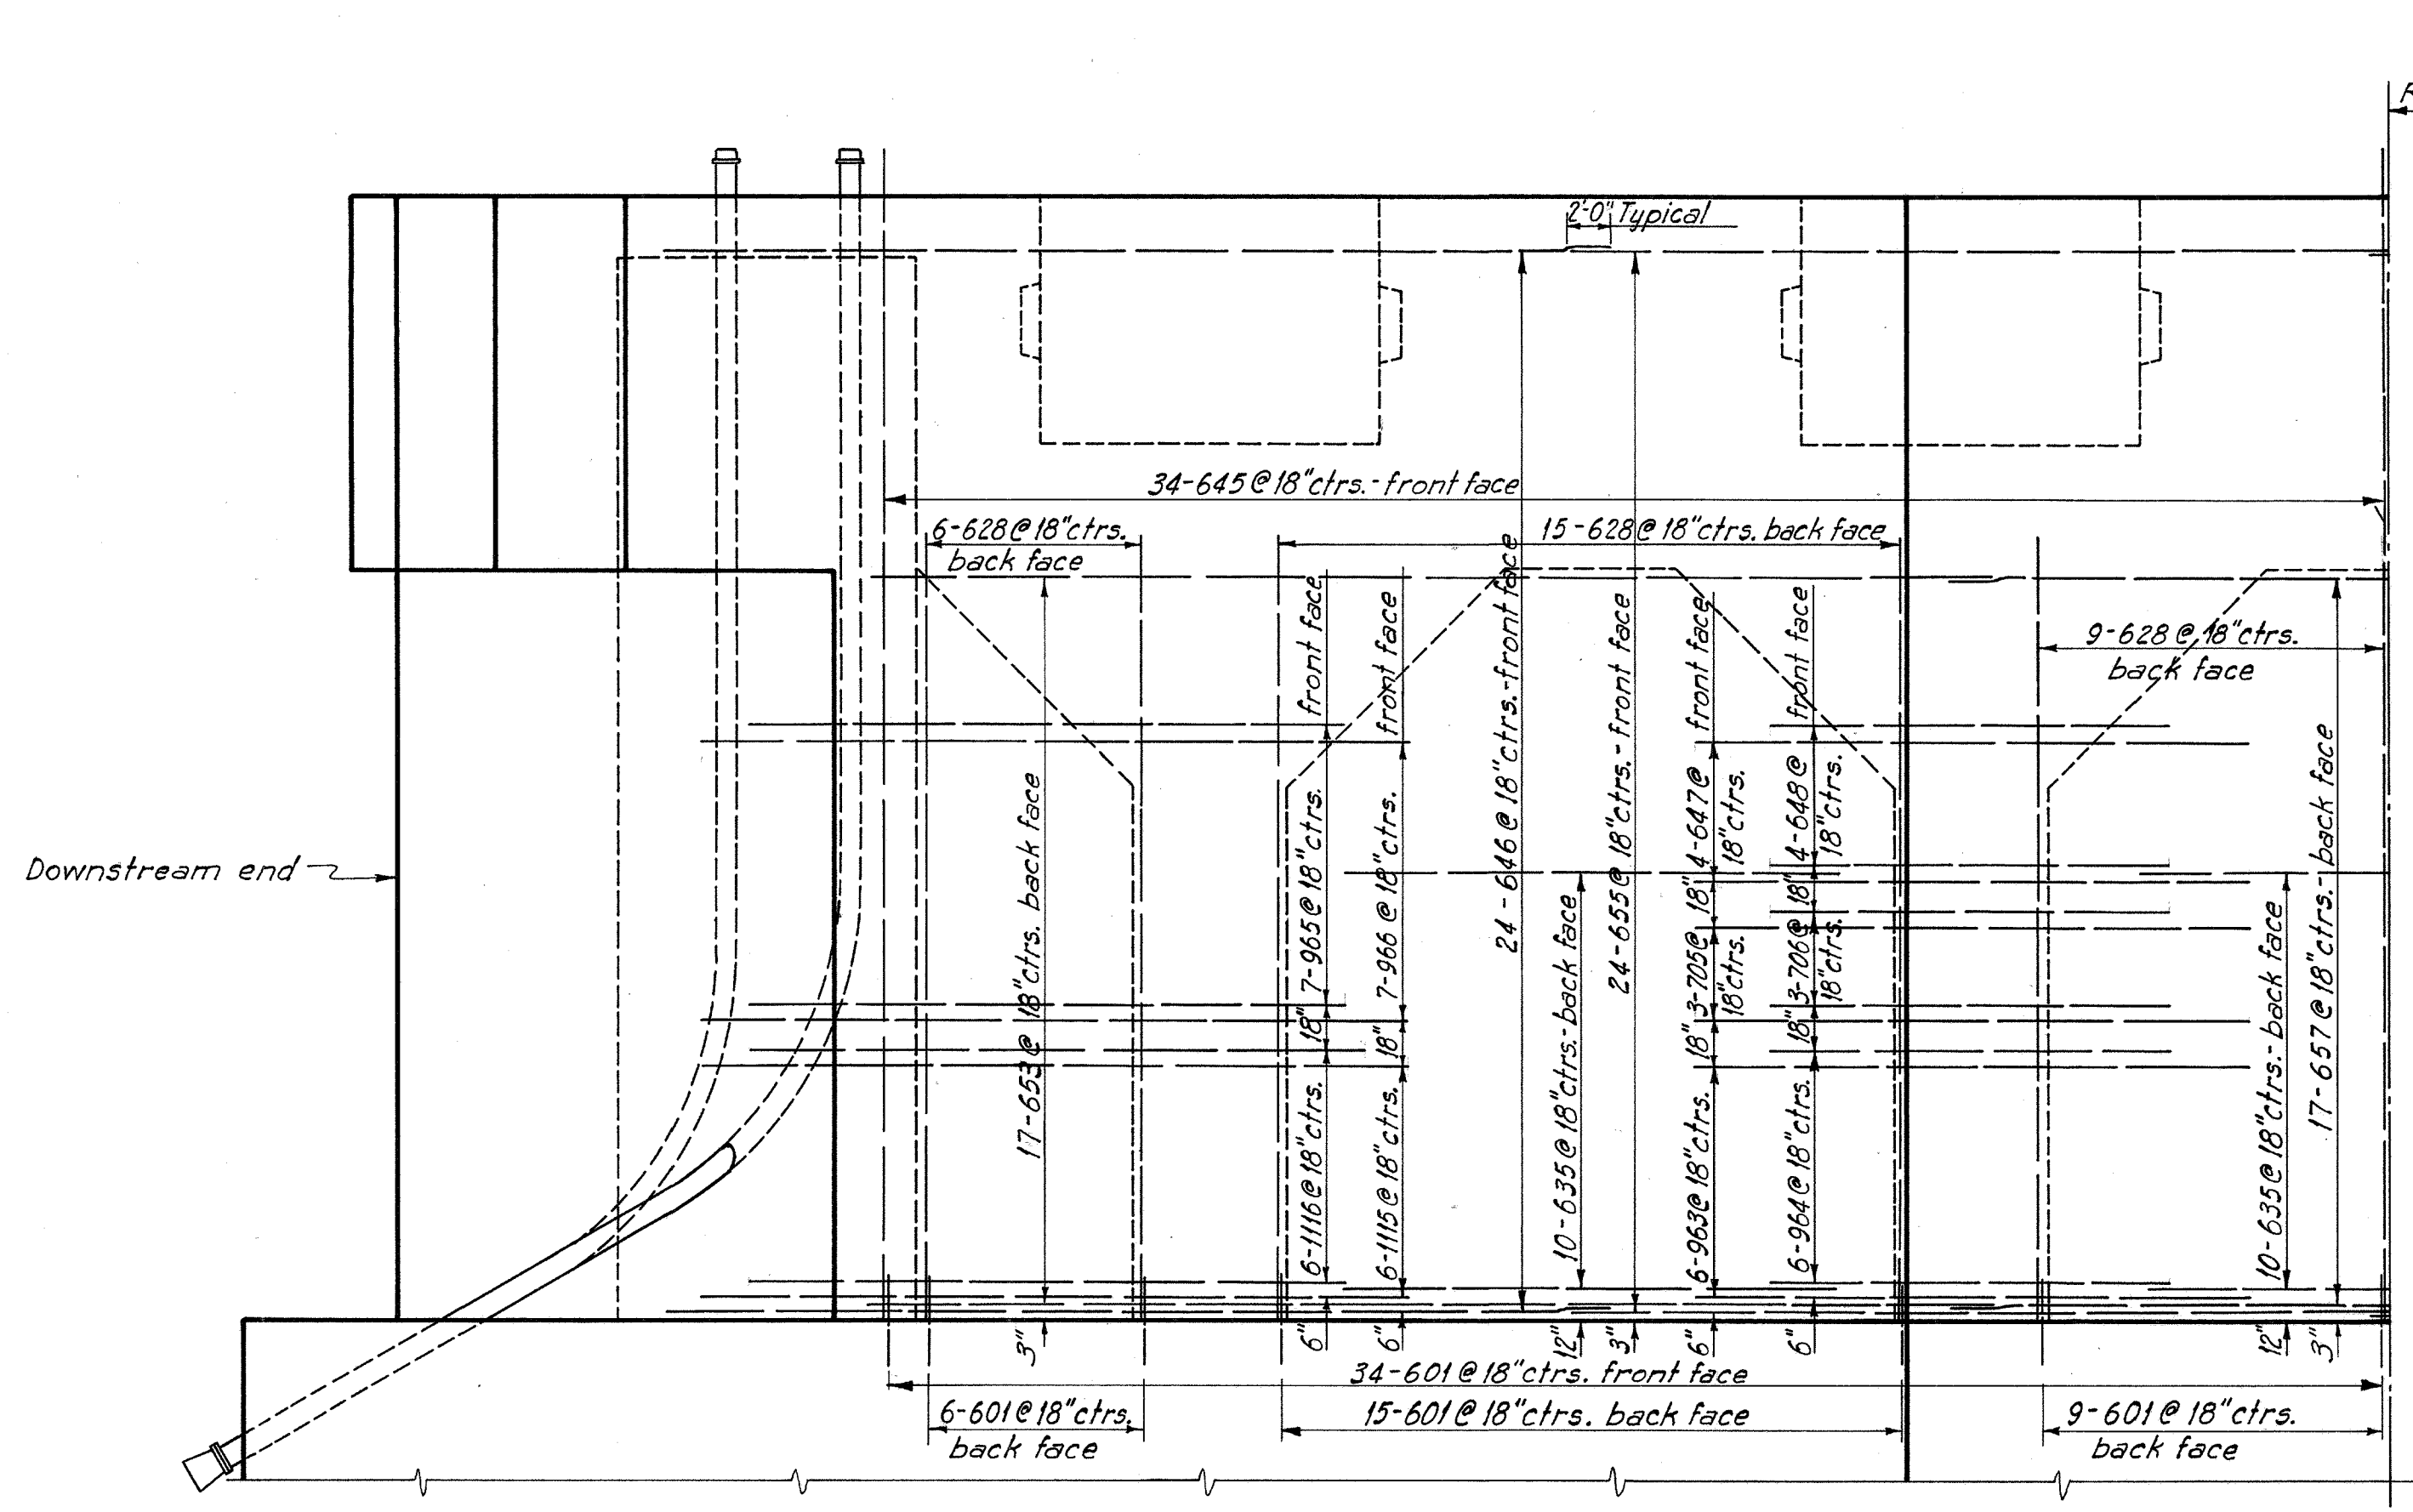 2'-0" Typical
34-645@18"ctrs.-front face
6-628@18"ctrs.
back face
15-628@18"ctrs. back face
9-628@18"ctrs.
back face
Downstream end
17-653@18"ctrs. back face
front face
7-965@18"ctrs.
18"
6-1116@18"ctrs.
6"
front face
7-966@18"ctrs.
18"
6-1115@18"ctrs.
6"
24-646@18"ctrs.-front face
10-635@18"ctrs.-back face
12"
24-655@18"ctrs.-front face
3"
front face
4-647@
18"ctrs.
18"
3-705@
18"ctrs.
18"
6-963@18"ctrs.
6"
front face
4-648@
18"ctrs.
18"
3-706@
18"ctrs.
18"
6-964@18"ctrs.
6"
10-635@18"ctrs.-back face
12"
17-657@18"ctrs.-back face
3"
3"
34-601@18"ctrs. front face
6-601@18"ctrs.
back face
15-601@18"ctrs. back face
9-601@18"ctrs.
back face